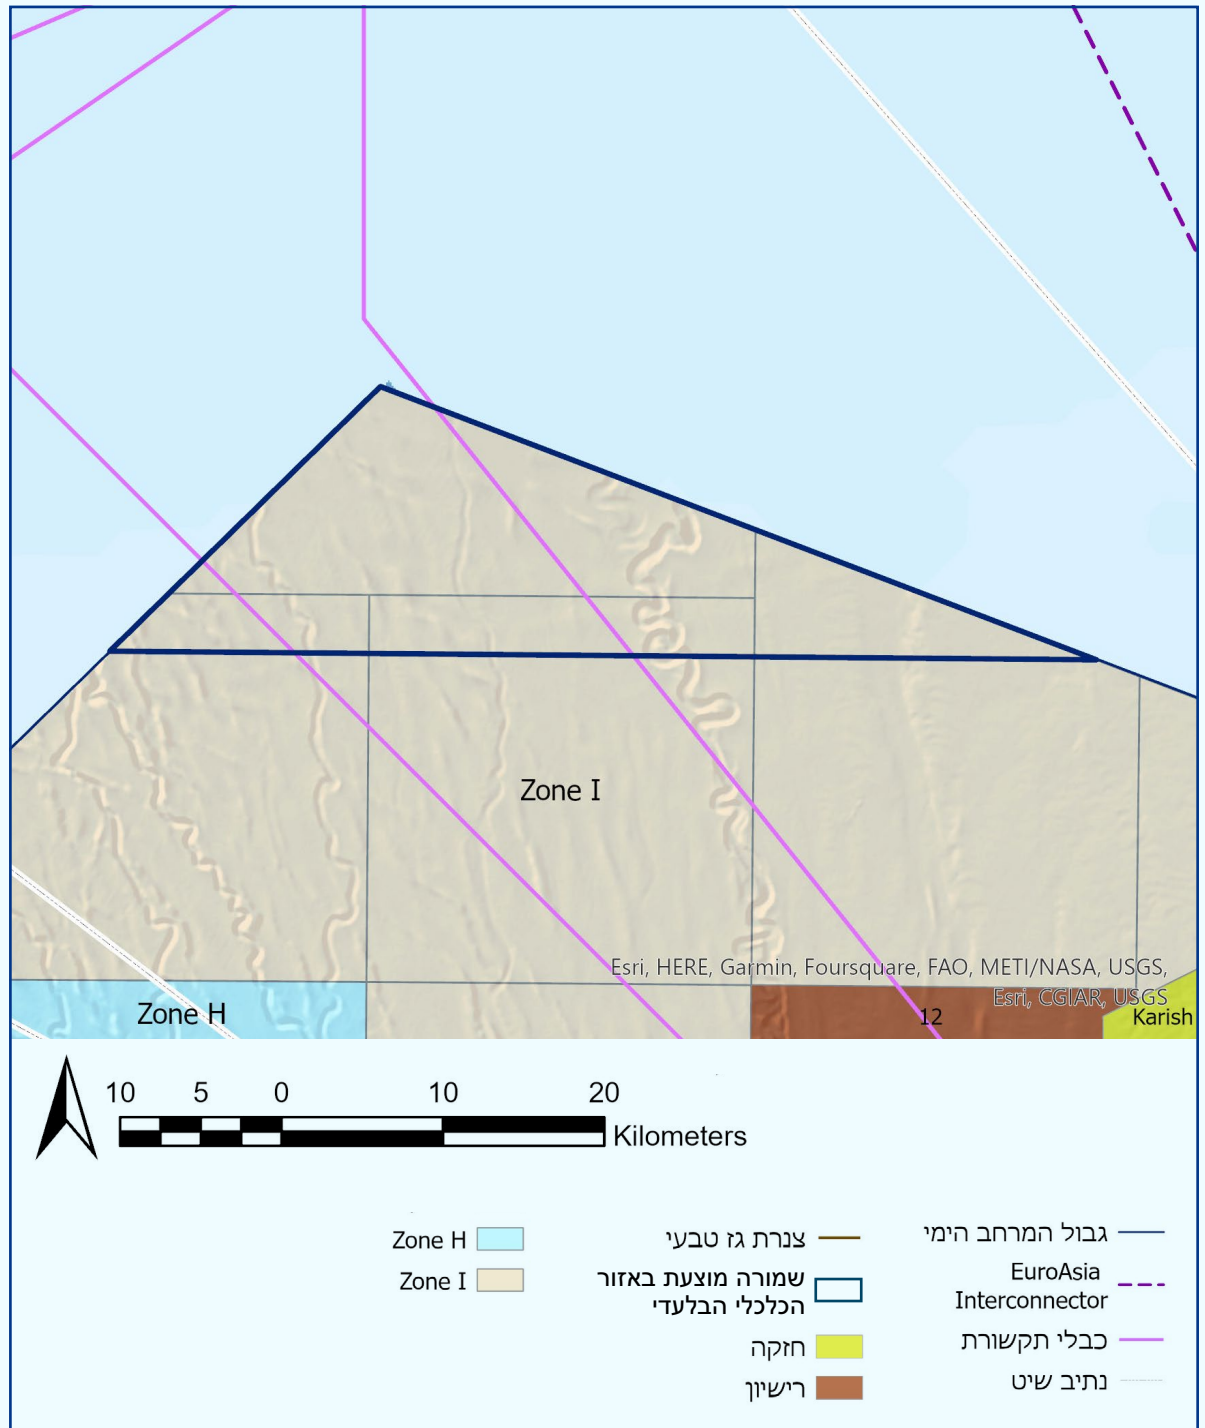 Zone I
Esri, HERE, Garmin, Foursquare, FAO, METI/NASA, USGS,
Esri, CGIAR, USGS
Zone H
12
Karish
10 5 0 10 20
Kilometers
גבול המרחב הימי
EuroAsia
Interconnector
כבלי תקשורת
נתיב שיט
צנרת גז טבעי
שמורה מוצעת באזור
הכלכלי הבלעדי
חזקה
רישיון
Zone H
Zone I